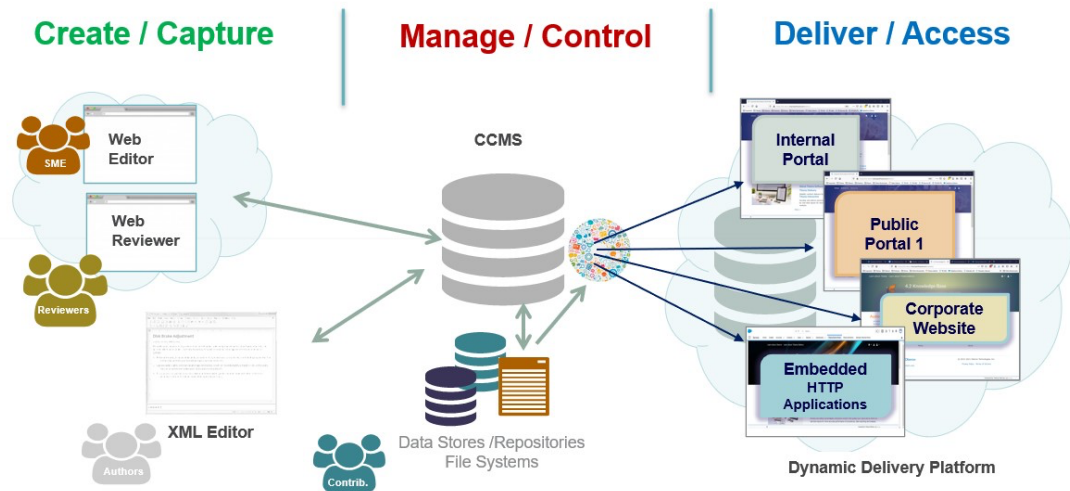 Create / Capture
Manage / Control
Deliver / Access
SME
Web
Editor
Web
Reviewer
Reviewers
XML Editor
Authors
CCMS
Data Stores /Repositories
File Systems
Contrib.
Internal
Portal
Public
Portal 1
Corporate
Website
Embedded
HTTP
Applications
Dynamic Delivery Platform